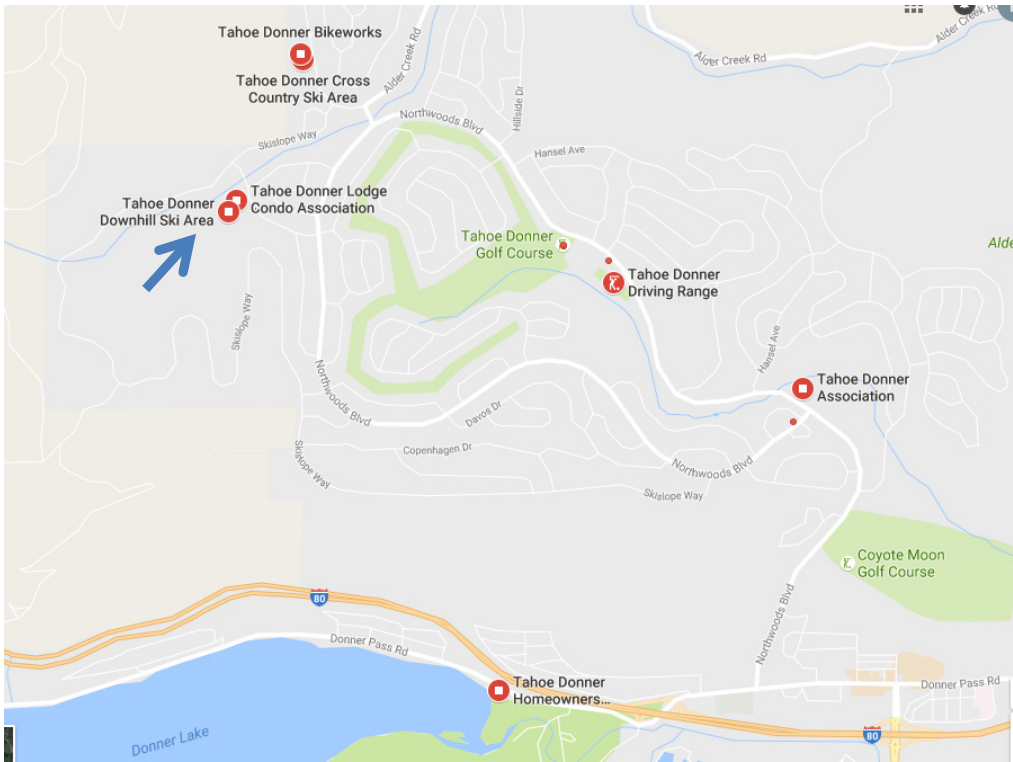 Tahoe Donner Bikeworks
Tahoe Donner Cross
Country Ski Area
Alder Creek Rd
Alder Creek Rd
Alder Creek Rd
Hillside Dr
Northwoods Blvd
Skislope Way
Hansel Ave
Tahoe Donner
Downhill Ski Area
Tahoe Donner Lodge
Condo Association
Tahoe Donner
Golf Course
Alde
Tahoe Donner
Driving Range
Skislope Way
Hansel Ave
Northwoods Blvd
Tahoe Donner
Association
Davos Dr
Copenhagen Dr
Skislope Way
Northwoods Blvd
Skislope Way
Coyote Moon
Golf Course
80
Northwoods Blvd
Donner Pass Rd
Tahoe Donner
Homeowners...
Donner Pass Rd
Donner Lake
80